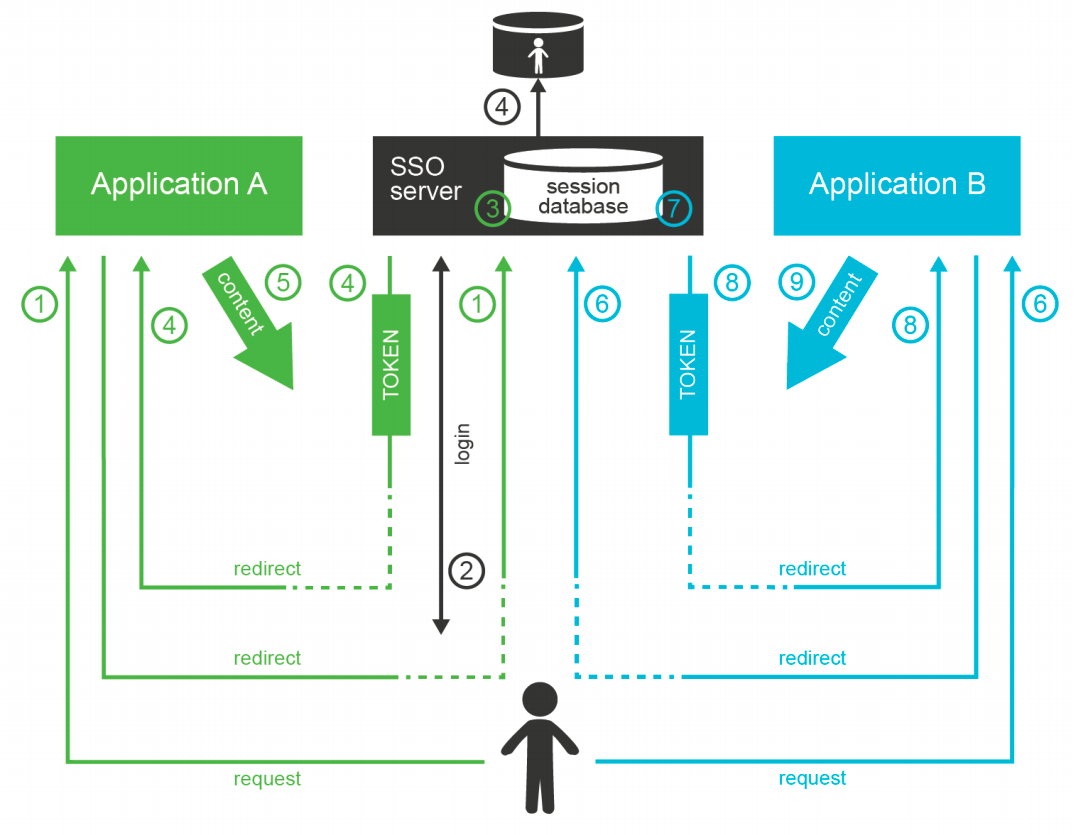 4
Application A
SSO
server
session
database
3
7
Application B
1
4
5
content
4
TOKEN
login
2
1
6
TOKEN
8
9
content
8
6
redirect
redirect
redirect
redirect
request
request